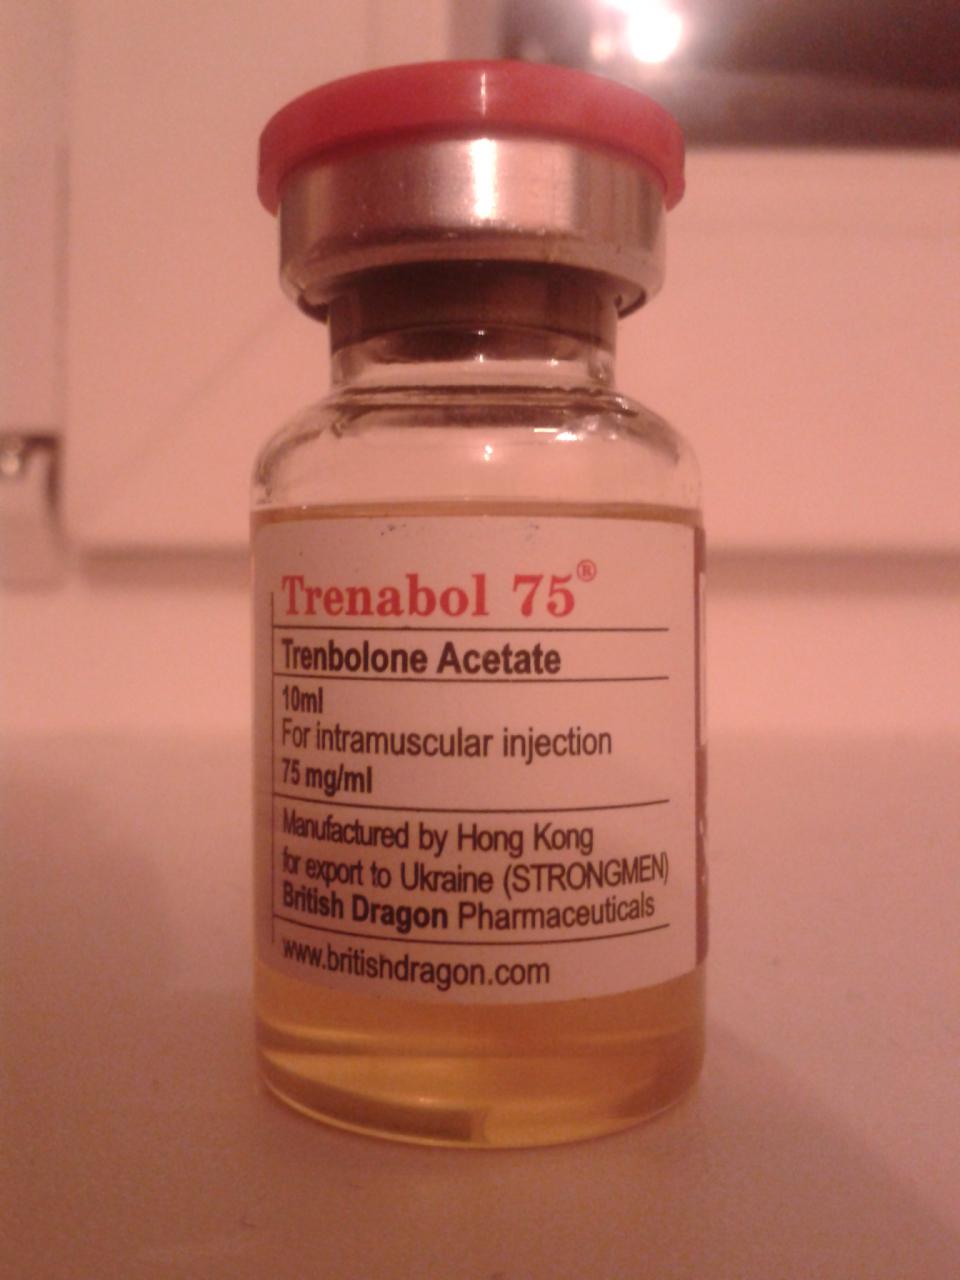 Trenabol 75®
Trenbolone Acetate
10ml
For intramuscular injection
75 mg/ml
Manufactured by Hong Kong
for export to Ukraine (STRONGMEN)
British Dragon Pharmaceuticals
www.britishdragon.com